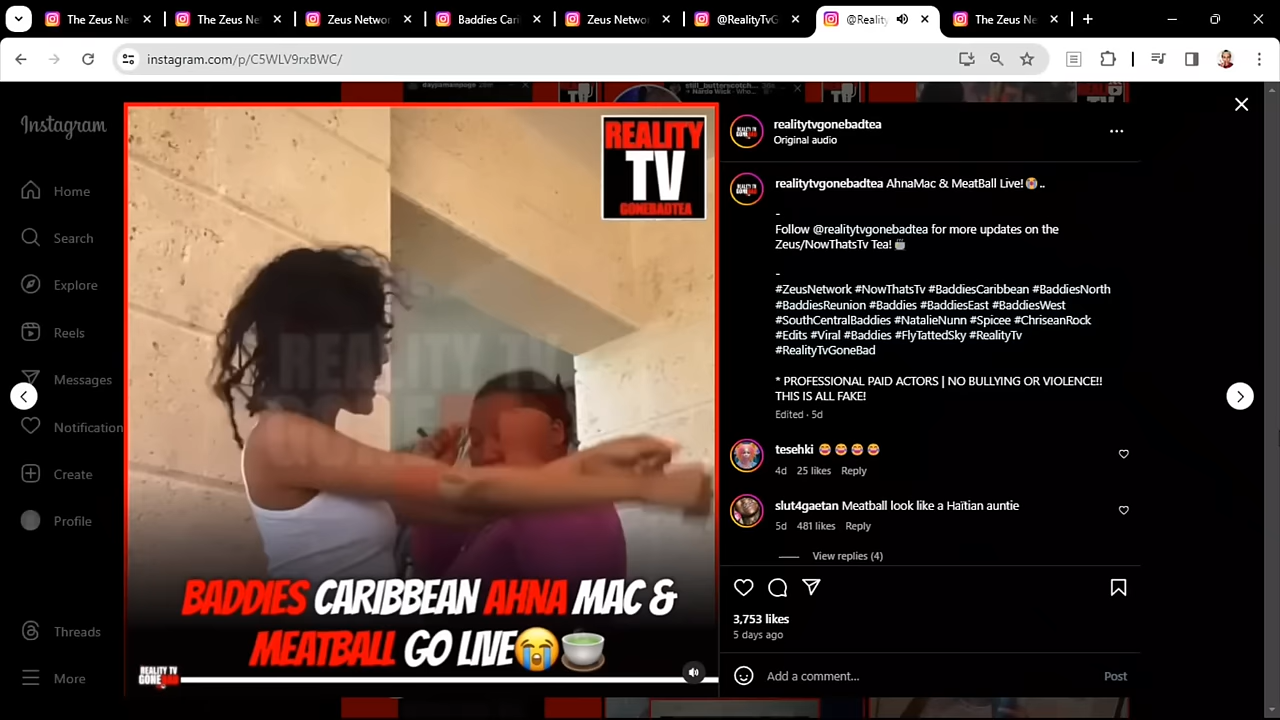 The Zeus Ne
The Zeus N
Zeus Networ
Baddies Cari
Zeus Netwo
@RealityTvG
@Reality
The Zeus Ne
instagram.com/p/C5WLV9rxBWC/
Instagram
Home
Search
Explore
Reels
Messages
Notification
Create
Profile
Threads
More
REALITY
TV
GONEBADTEA
REALITY TV
BADDIES CARIBBEAN AHNA MAC &
MEATBALL GO LIVE😭🍵
REALITY TV
GONE BAD
realitytvgonebadtea
Original audio
realitytvgonebadtea AhnaMac & MeatBall Live!😭..
-
Follow @realitytvgonebadtea for more updates on the
Zeus/NowThatsTv Tea!🍵
-
#ZeusNetwork #NowThatsTv #BaddiesCaribbean #BaddiesNorth
#BaddiesReunion #Baddies #BaddiesEast #BaddiesWest
#SouthCentralBaddies #NatalieNunn #Spicee #ChriseanRock
#Edits #Viral #Baddies #FlyTattedSky #RealityTv
#RealityTvGoneBad
* PROFESSIONAL PAID ACTORS | NO BULLYING OR VIOLENCE!!
THIS IS ALL FAKE!
Edited · 5d
tesehki 😂😂😂😂
4d 25 likes Reply
slut4gaetan Meatball look like a Haïtian auntie
5d 481 likes Reply
View replies (4)
3,753 likes
5 days ago
Add a comment...
Post